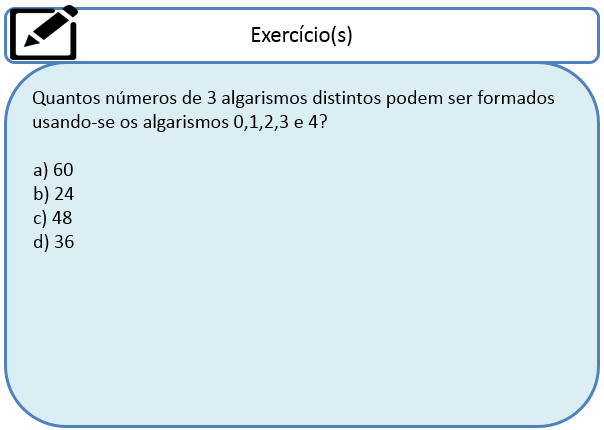 Exercício(s)
Quantos números de 3 algarismos distintos podem ser formados
usando-se os algarismos 0,1,2,3 e 4?
a) 60
b) 24
c) 48
d) 36